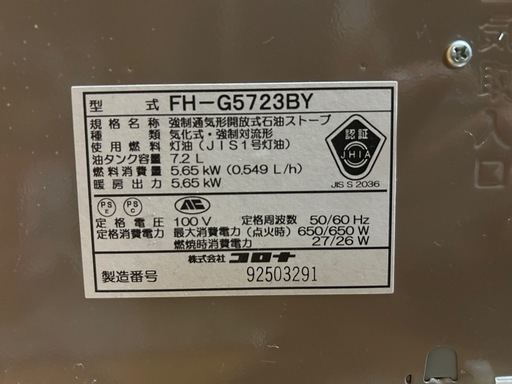 型 式 FH-G5723BY
規格名称 強制通気形開放式石油ストーブ
種 類 気化式・強制対流形
使用燃料 灯油(JIS1号灯油)
油タンク容量 7.2 L
燃料消費量 5.65 kW (0.549 L/h)
暖房出力 5.65 kW
認証
JHIA
JIS S 2036
PS E PS C
定格電圧 100 V 定格周波数 50/60 Hz
定格消費電力 最大消費電力(点火時) 650/650 W
燃焼時消費電力 27/26 W
株式会社 コロナ
製造番号 92503291
気取入口